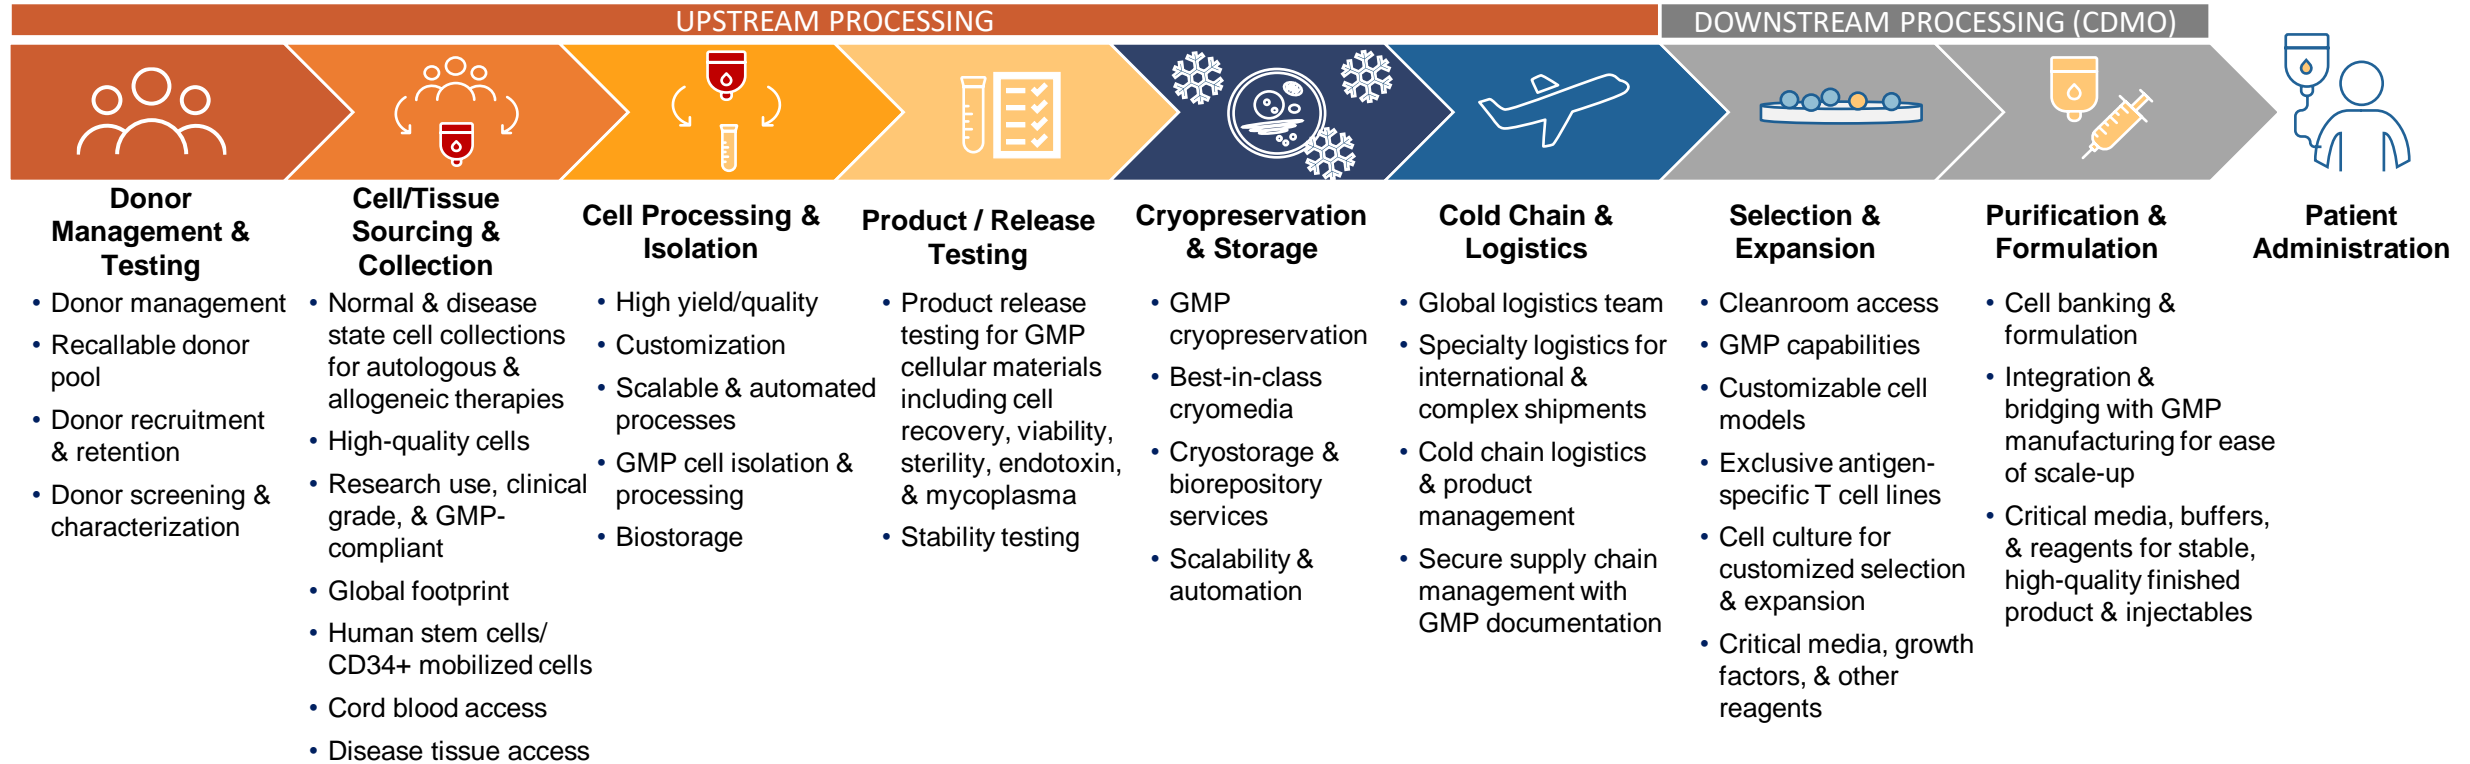 UPSTREAM PROCESSING
DOWNSTREAM PROCESSING (CDMO)
Donor
Management &
Testing
• Donor management
• Recallable donor
pool
• Donor recruitment
& retention
• Donor screening &
characterization
Cell/Tissue
Sourcing &
Collection
• Normal & disease
state cell collections
for autologous &
allogeneic therapies
• High-quality cells
• Research use, clinical
grade, & GMP-
compliant
• Global footprint
• Human stem cells/
CD34+ mobilized cells
• Cord blood access
• Disease tissue access
Cell Processing &
Isolation
• High yield/quality
• Customization
• Scalable & automated
processes
• GMP cell isolation &
processing
• Biostorage
Product / Release
Testing
• Product release
testing for GMP
cellular materials
including cell
recovery, viability,
sterility, endotoxin,
& mycoplasma
• Stability testing
Cryopreservation
& Storage
• GMP
cryopreservation
• Best-in-class
cryomedia
• Cryostorage &
biorepository
services
• Scalability &
automation
Cold Chain &
Logistics
• Global logistics team
• Specialty logistics for
international &
complex shipments
• Cold chain logistics
& product
management
• Secure supply chain
management with
GMP documentation
Selection &
Expansion
• Cleanroom access
• GMP capabilities
• Customizable cell
models
• Exclusive antigen-
specific T cell lines
• Cell culture for
customized selection
& expansion
• Critical media, growth
factors, & other
reagents
Purification &
Formulation
• Cell banking &
formulation
• Integration &
bridging with GMP
manufacturing for ease
of scale-up
• Critical media, buffers,
& reagents for stable,
high-quality finished
product & injectables
Patient
Administration